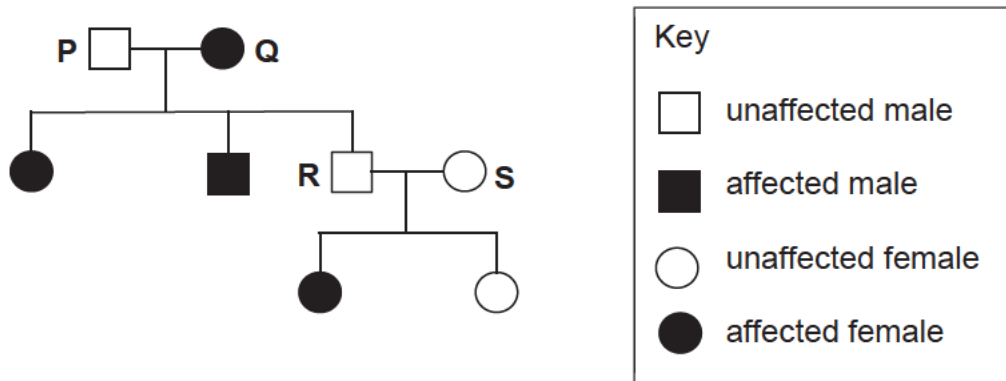 P
Q
R
S
Key
unaffected male
affected male
unaffected female
affected female